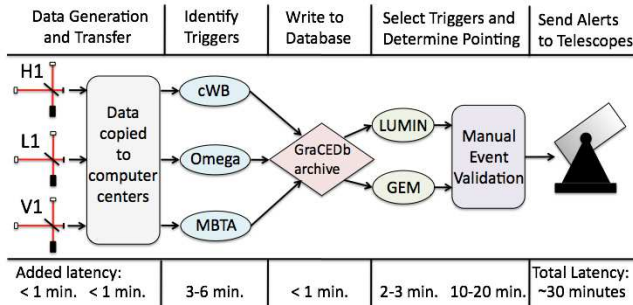 Data Generation
and Transfer
Identify
Triggers
Write to
Database
Select Triggers and
Determine Pointing
Send Alerts
to Telescopes
H1
L1
V1
Data
copied
to
computer
centers
cWB
Omega
MBTA
GraCEDb
archive
LUMIN
GEM
Manual
Event
Validation
Added latency:
< 1 min. < 1 min.
3-6 min.
< 1 min.
2-3 min. 10-20 min.
Total Latency:
~30 minutes